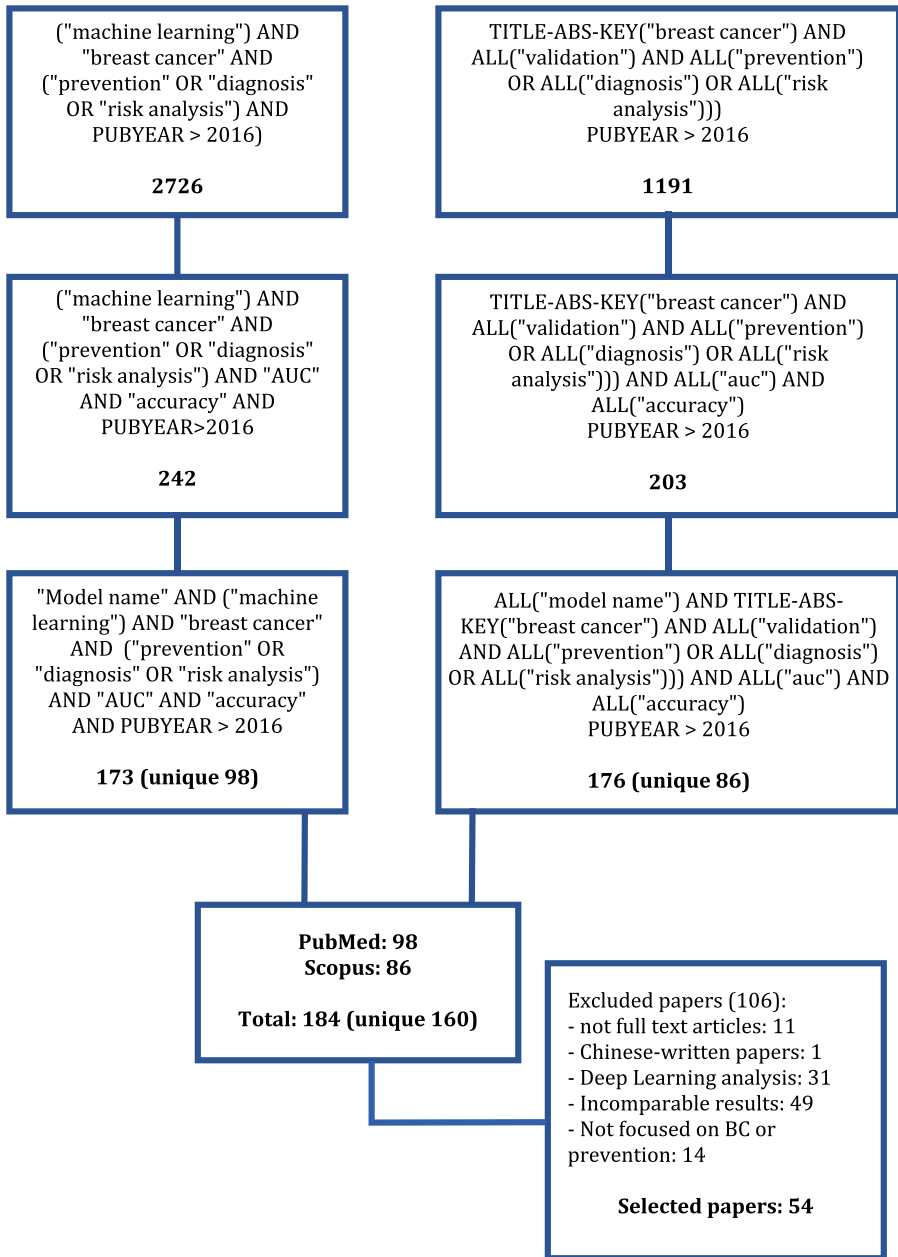 ("machine learning") AND
"breast cancer" AND
("prevention" OR "diagnosis"
OR "risk analysis") AND
PUBYEAR > 2016)
2726
TITLE-ABS-KEY("breast cancer") AND
ALL("validation") AND ALL("prevention")
OR ALL("diagnosis") OR ALL("risk
analysis")))
PUBYEAR > 2016
1191
("machine learning") AND
"breast cancer" AND
("prevention" OR "diagnosis"
OR "risk analysis") AND "AUC"
AND "accuracy" AND
PUBYEAR>2016
242
TITLE-ABS-KEY("breast cancer") AND
ALL("validation") AND ALL("prevention")
OR ALL("diagnosis") OR ALL("risk
analysis"))) AND ALL("auc") AND
ALL("accuracy")
PUBYEAR > 2016
203
"Model name" AND ("machine
learning") AND "breast cancer"
AND ("prevention" OR
"diagnosis" OR "risk analysis")
AND "AUC" AND "accuracy"
AND PUBYEAR > 2016
173 (unique 98)
ALL("model name") AND TITLE-ABS-
KEY("breast cancer") AND ALL("validation")
AND ALL("prevention") OR ALL("diagnosis")
OR ALL("risk analysis"))) AND ALL("auc") AND
ALL("accuracy")
PUBYEAR > 2016
176 (unique 86)
PubMed: 98
Scopus: 86
Total: 184 (unique 160)
Excluded papers (106):
- not full text articles: 11
- Chinese-written papers: 1
- Deep Learning analysis: 31
- Incomparable results: 49
- Not focused on BC or
prevention: 14
Selected papers: 54